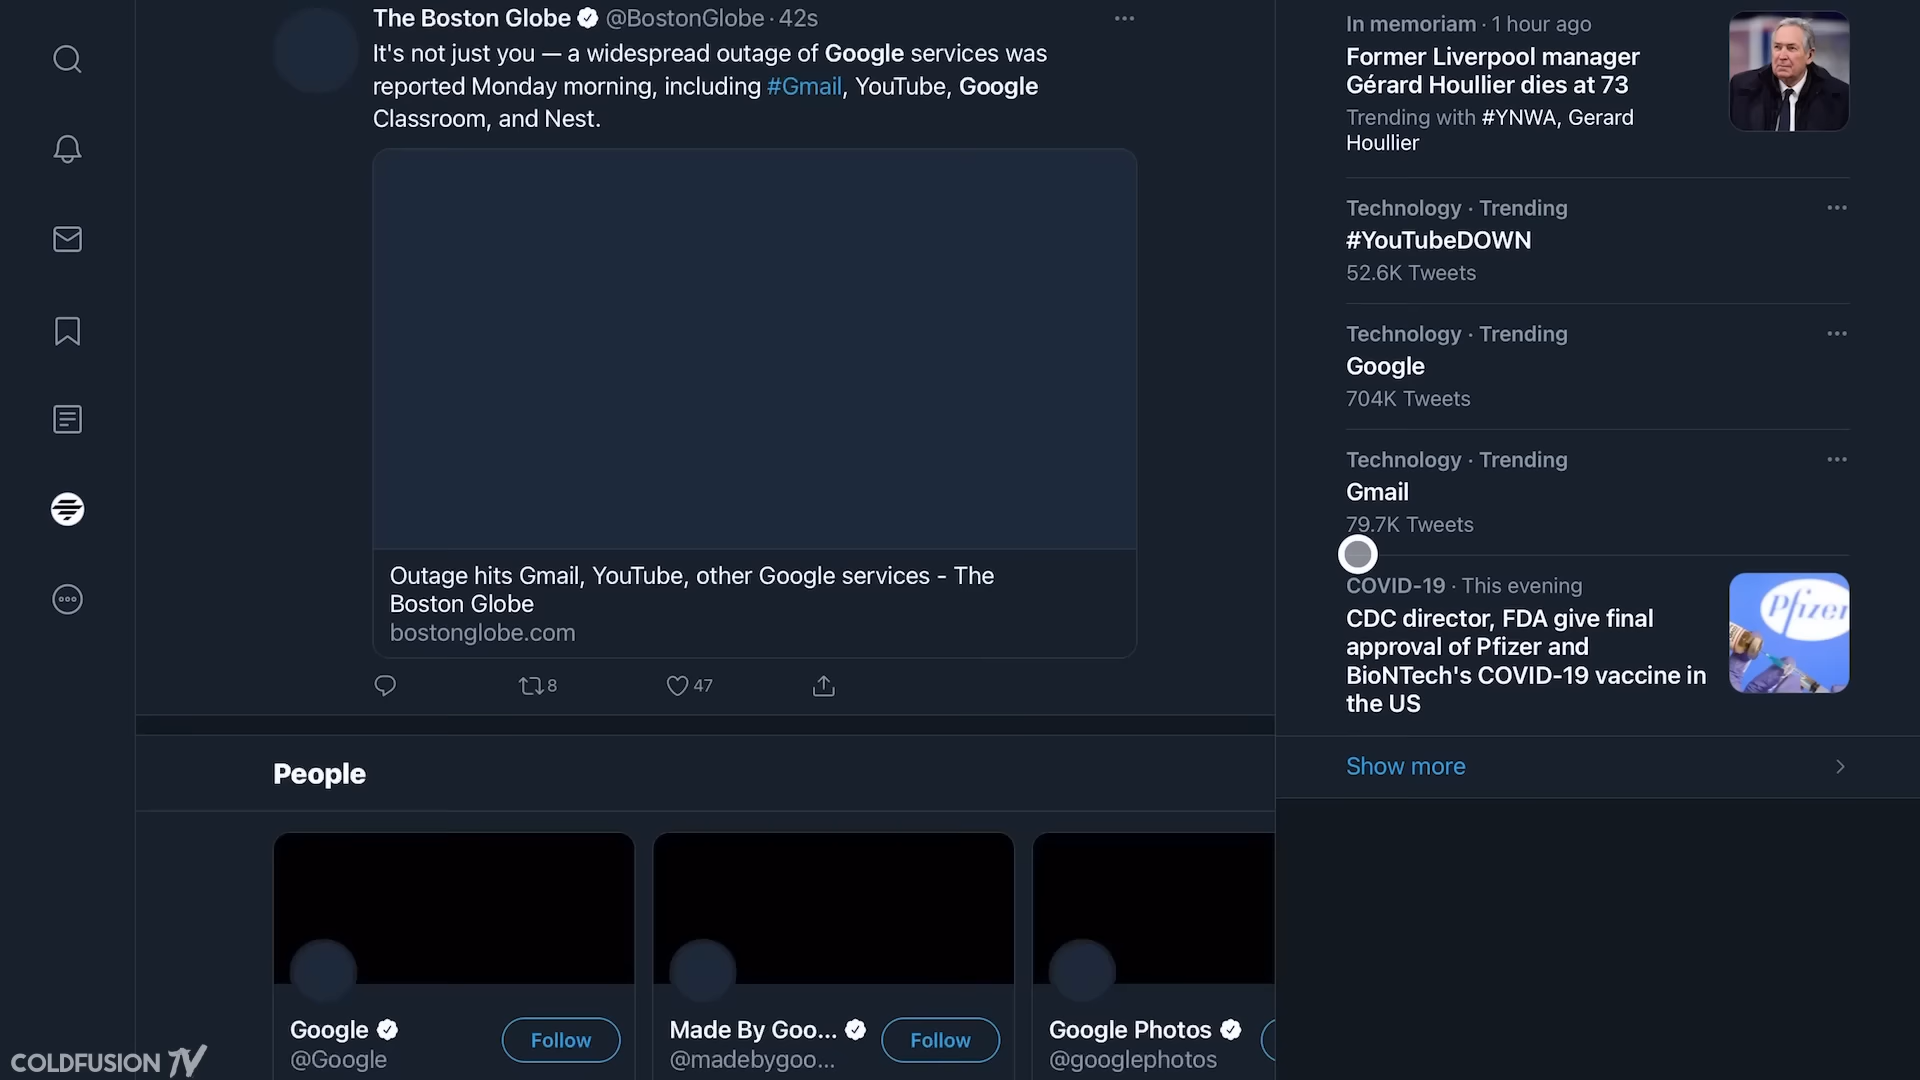 The Boston Globe @BostonGlobe · 42s
It's not just you — a widespread outage of Google services was
reported Monday morning, including #Gmail, YouTube, Google
Classroom, and Nest.
Outage hits Gmail, YouTube, other Google services - The
Boston Globe
bostonglobe.com
8
47
People
Google
@Google
Follow
Made By Goo...
@madebygoo...
Follow
Google Photos
@googlephotos
In memoriam · 1 hour ago
Former Liverpool manager
Gérard Houllier dies at 73
Trending with #YNWA, Gerard
Houllier
Technology · Trending
#YouTubeDOWN
52.6K Tweets
Technology · Trending
Google
704K Tweets
Technology · Trending
Gmail
79.7K Tweets
COVID-19 · This evening
CDC director, FDA give final
approval of Pfizer and
BioNTech's COVID-19 vaccine in
the US
Pfizer
Show more
COLDFUSION TV